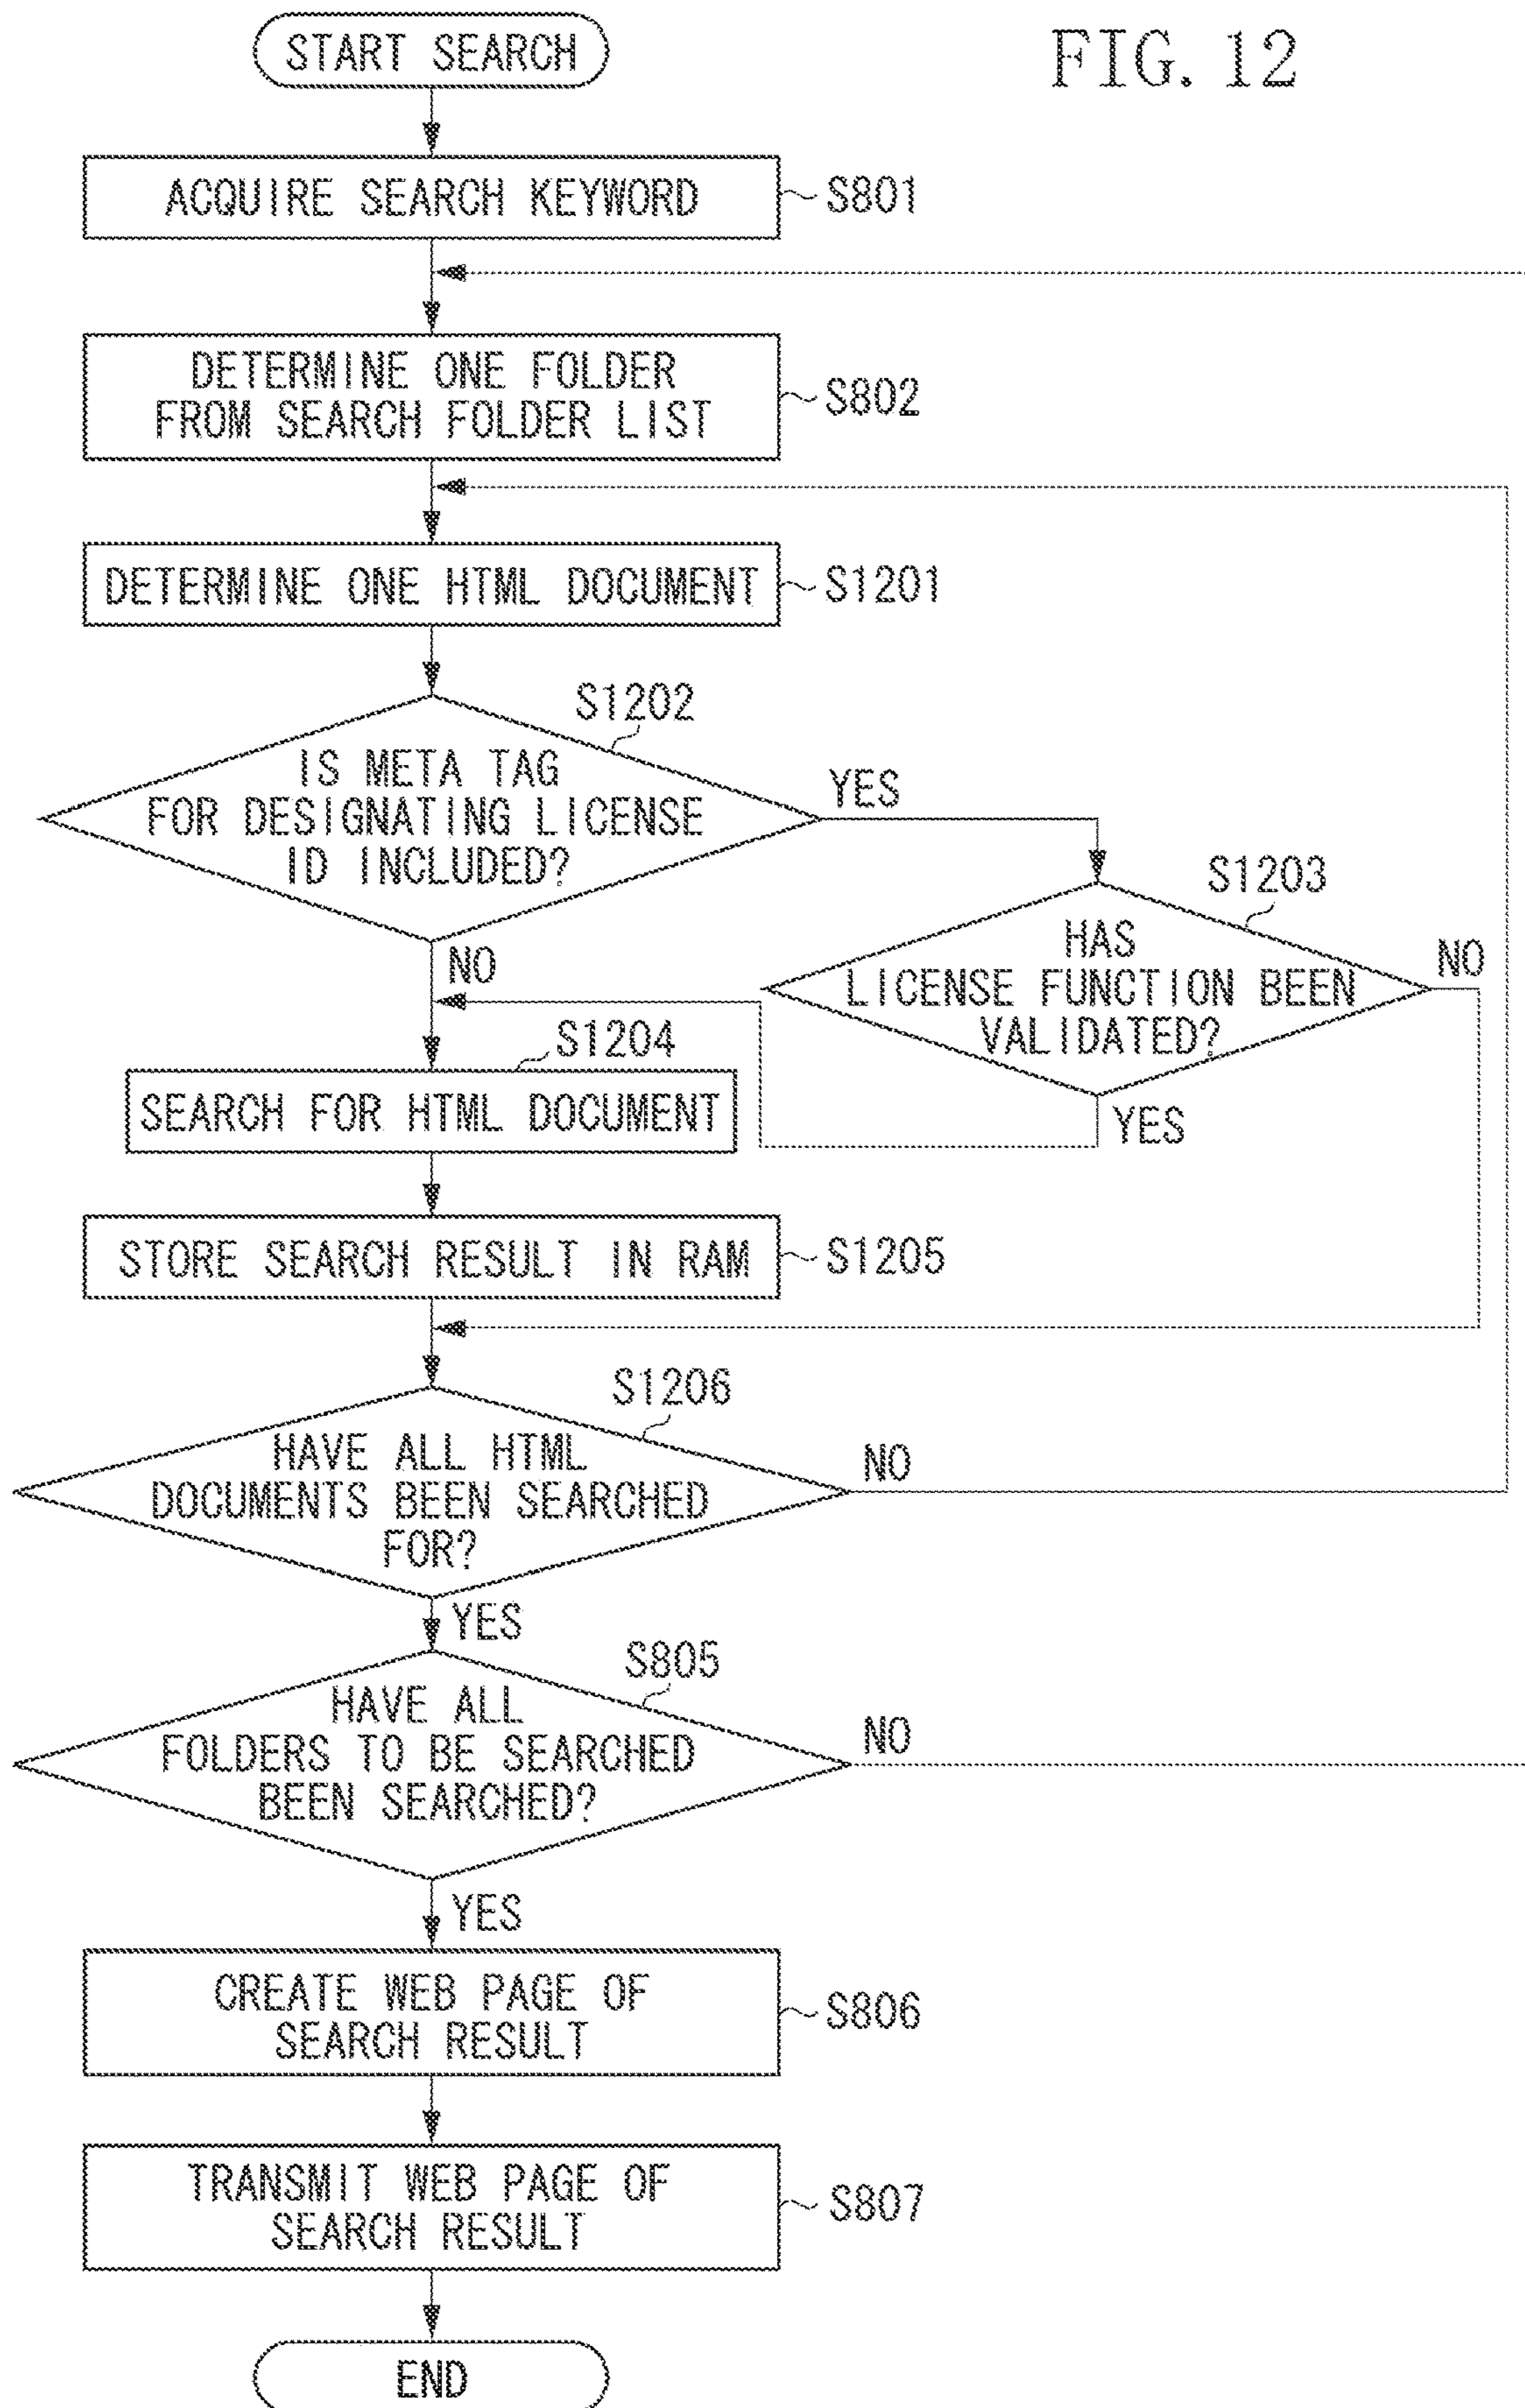 FIG. 12
START SEARCH
ACQUIRE SEARCH KEYWORD
S801
DETERMINE ONE FOLDER
FROM SEARCH FOLDER LIST
S802
DETERMINE ONE HTML DOCUMENT
S1201
S1202
IS META TAG
FOR DESIGNATING LICENSE
ID INCLUDED?
YES
NO
S1203
HAS
LICENSE FUNCTION BEEN
VALIDATED?
NO
YES
S1204
SEARCH FOR HTML DOCUMENT
STORE SEARCH RESULT IN RAM
S1205
S1206
HAVE ALL HTML
DOCUMENTS BEEN SEARCHED
FOR?
NO
YES
S805
HAVE ALL
FOLDERS TO BE SEARCHED
BEEN SEARCHED?
NO
YES
CREATE WEB PAGE OF
SEARCH RESULT
S806
TRANSMIT WEB PAGE OF
SEARCH RESULT
S807
END